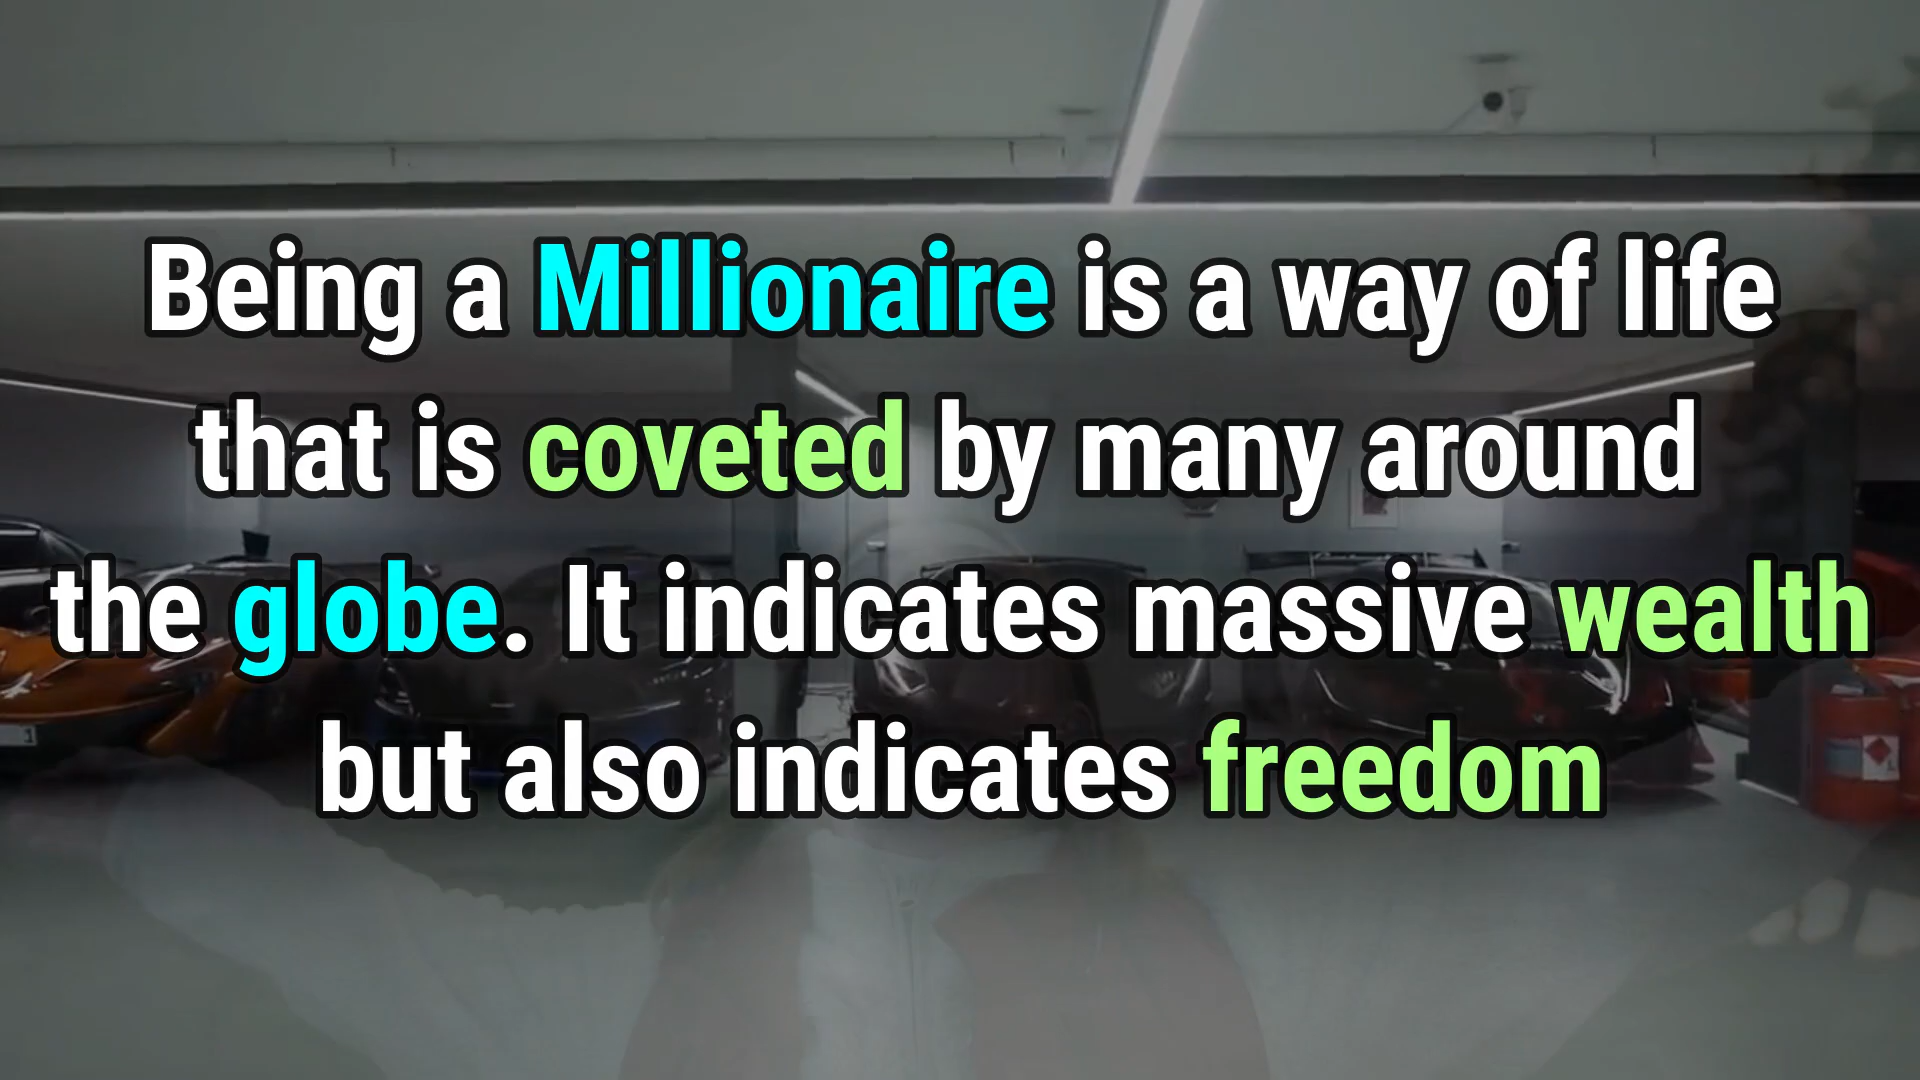 Being a Millionaire is a way of life
that is coveted by many around
the globe. It indicates massive wealth
but also indicates freedom